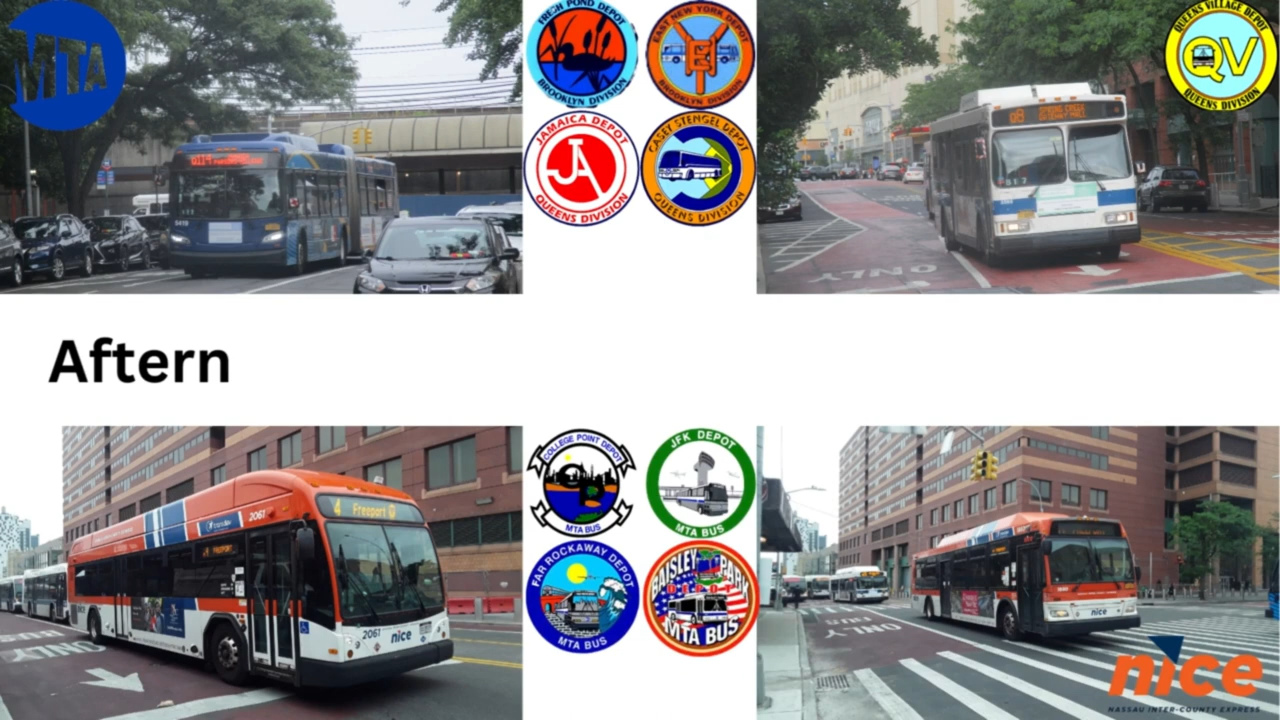 MTA
FRESH POND DEPOT
BROOKLYN DIVISION
EAST NEW YORK DEPOT
E
BROOKLYN DIVISION
QUEENS VILLAGE DEPOT
QV
QUEENS DIVISION
JAMAICA DEPOT
JA
QUEENS DIVISION
CASEY STENGEL DEPOT
QUEENS DIVISION
Q114
ONLY
Aftern
COLLEGE POINT DEPOT
MTA BUS
JFK DEPOT
MTA BUS
4 Freeport
2061
2061 nice
ONLY
FAR ROCKAWAY DEPOT
MTA BUS
BAISLEY PARK
DEPOT
MTA BUS
nice
ONLY
nice
NASSAU INTER-COUNTY EXPRESS